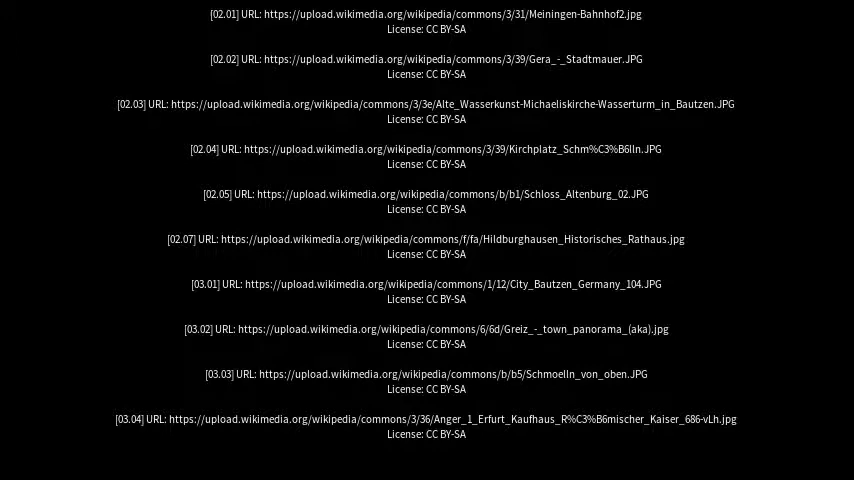 [02.01] URL: https://upload.wikimedia.org/wikipedia/commons/3/31/Meiningen-Bahnhof2.jpg
License: CC BY-SA
[02.02] URL: https://upload.wikimedia.org/wikipedia/commons/3/39/Gera_-_Stadtmauer.JPG
License: CC BY-SA
[02.03] URL: https://upload.wikimedia.org/wikipedia/commons/3/3e/Alte_Wasserkunst-Michaeliskirche-Wasserturm_in_Bautzen.JPG
License: CC BY-SA
[02.04] URL: https://upload.wikimedia.org/wikipedia/commons/3/39/Kirchplatz_Schm%C3%B6lln.JPG
License: CC BY-SA
[02.05] URL: https://upload.wikimedia.org/wikipedia/commons/b/b1/Schloss_Altenburg_02.JPG
License: CC BY-SA
[02.07] URL: https://upload.wikimedia.org/wikipedia/commons/f/fa/Hildburghausen_Historisches_Rathaus.jpg
License: CC BY-SA
[03.01] URL: https://upload.wikimedia.org/wikipedia/commons/1/12/City_Bautzen_Germany_104.JPG
License: CC BY-SA
[03.02] URL: https://upload.wikimedia.org/wikipedia/commons/6/6d/Greiz_-_town_panorama_(aka).jpg
License: CC BY-SA
[03.03] URL: https://upload.wikimedia.org/wikipedia/commons/b/b5/Schmoelln_von_oben.JPG
License: CC BY-SA
[03.04] URL: https://upload.wikimedia.org/wikipedia/commons/3/36/Anger_1_Erfurt_Kaufhaus_R%C3%B6mischer_Kaiser_686-vLh.jpg
License: CC BY-SA